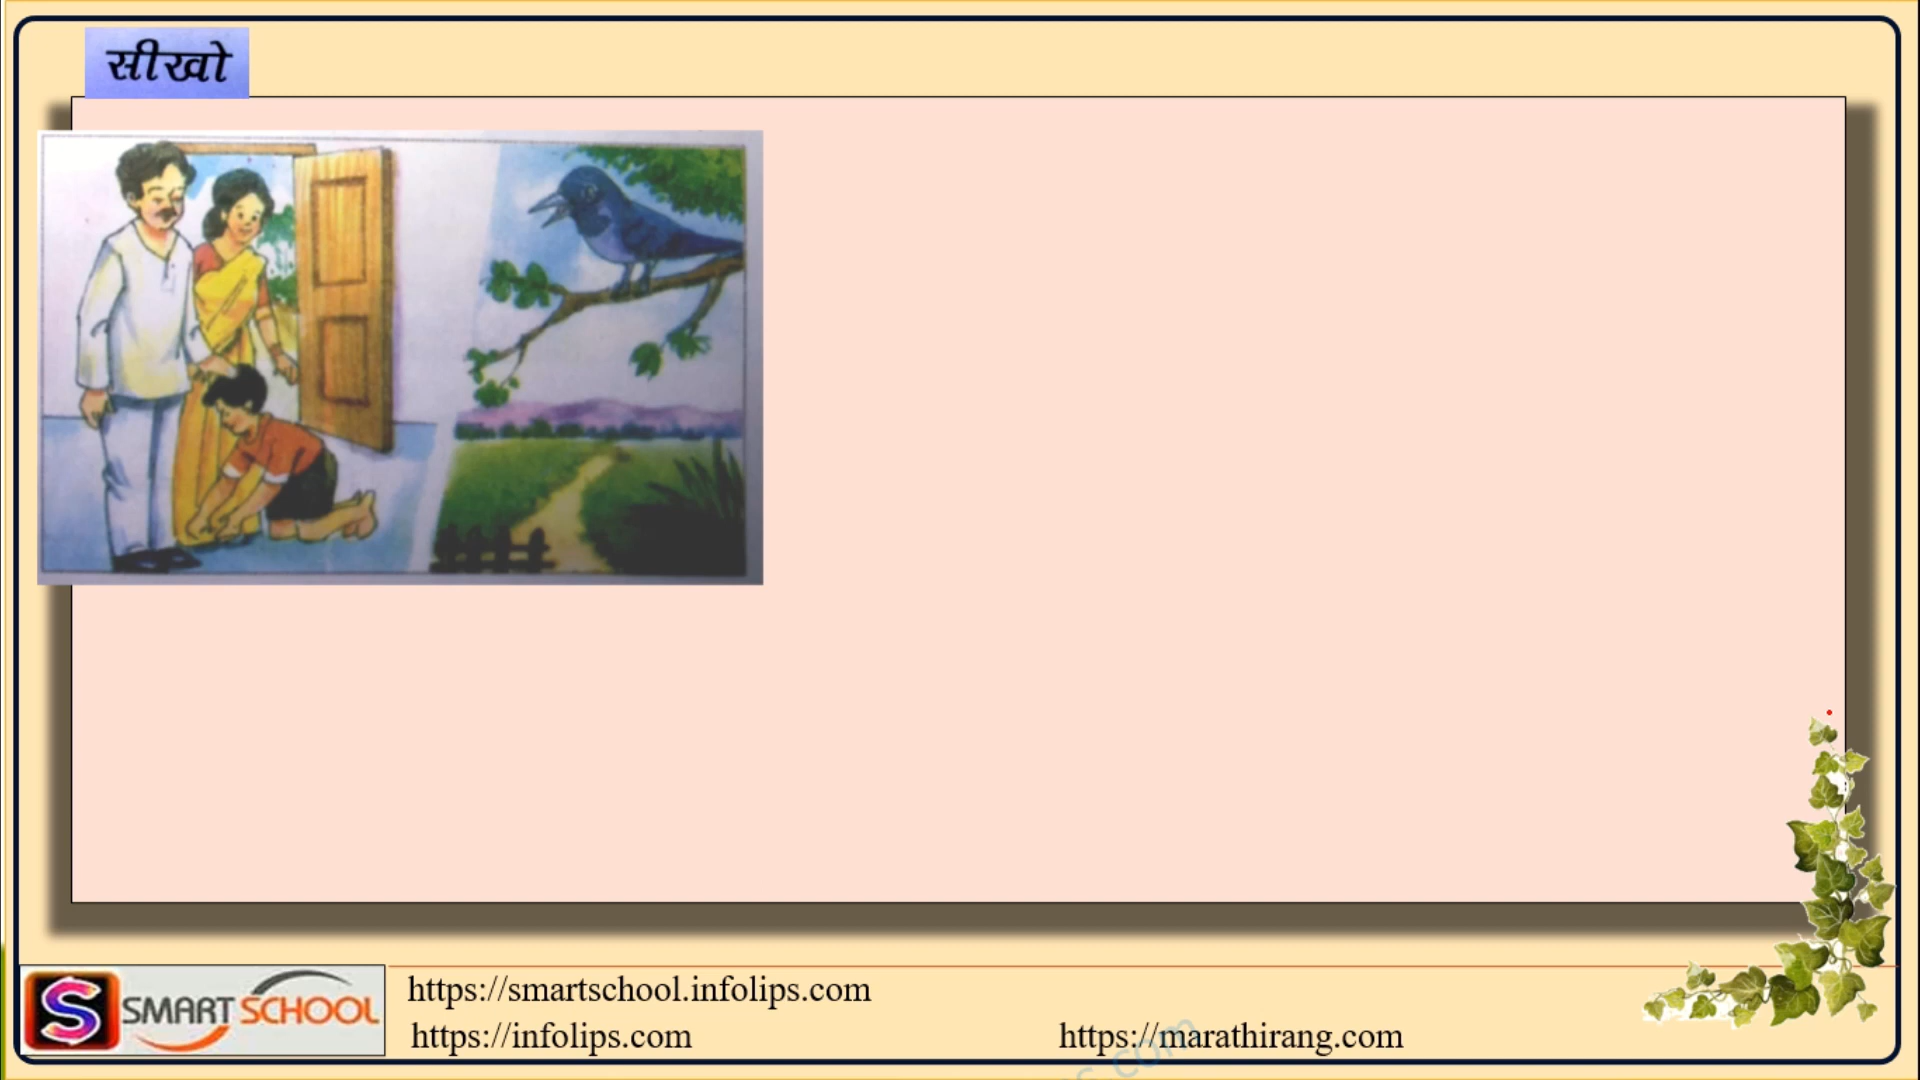 सीखो
SMART SCHOOL
https://smartschool.infolips.com
https://infolips.com
https://marathirang.com